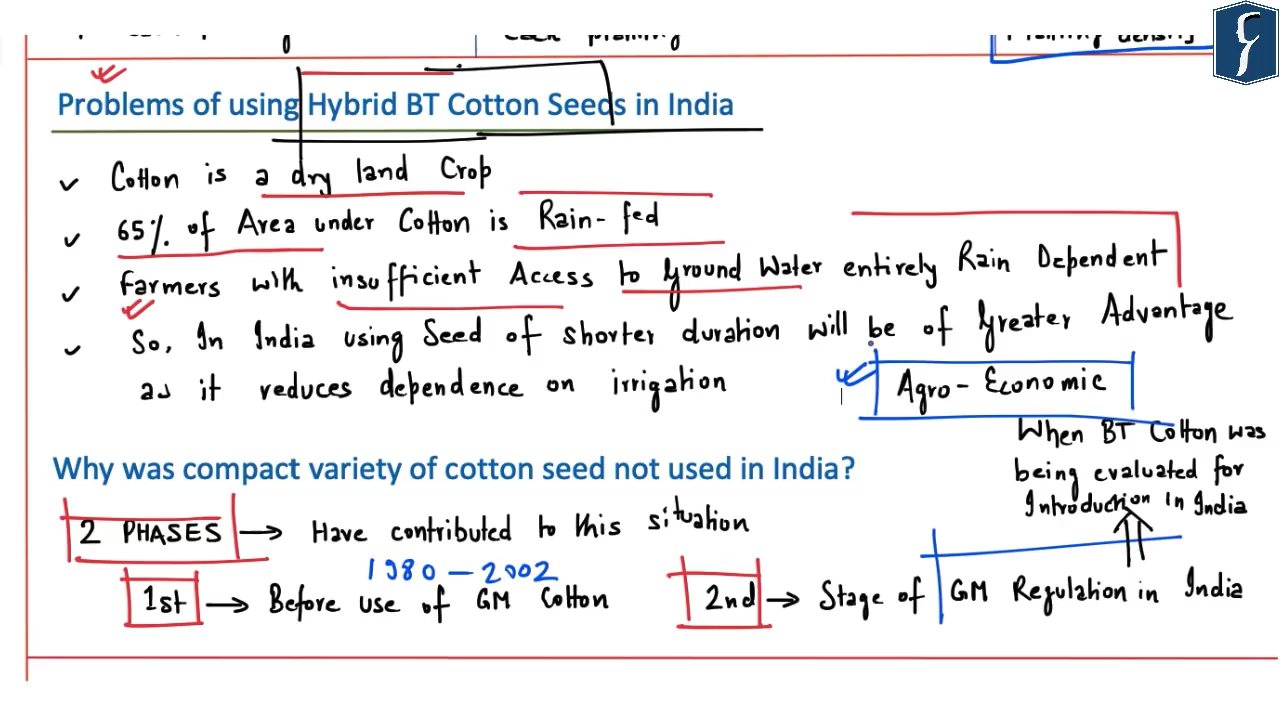 Lack planning
Planting density
Problems of using Hybrid BT Cotton Seeds in India
Cotton is a dry land Crop
65% of Area under Cotton is Rain-fed
Farmers with insufficient Access to Ground Water entirely Rain Dependent
So, In India using Seed of shorter duration will be of Greater Advantage
as it reduces dependence on irrigation
Agro-Economic
When BT Cotton was
being evaluated for
Introduction in India
Why was compact variety of cotton seed not used in India?
2 PHASES → Have contributed to this situation
1980 – 2002
1st → Before use of GM Cotton
2nd → Stage of GM Regulation in India